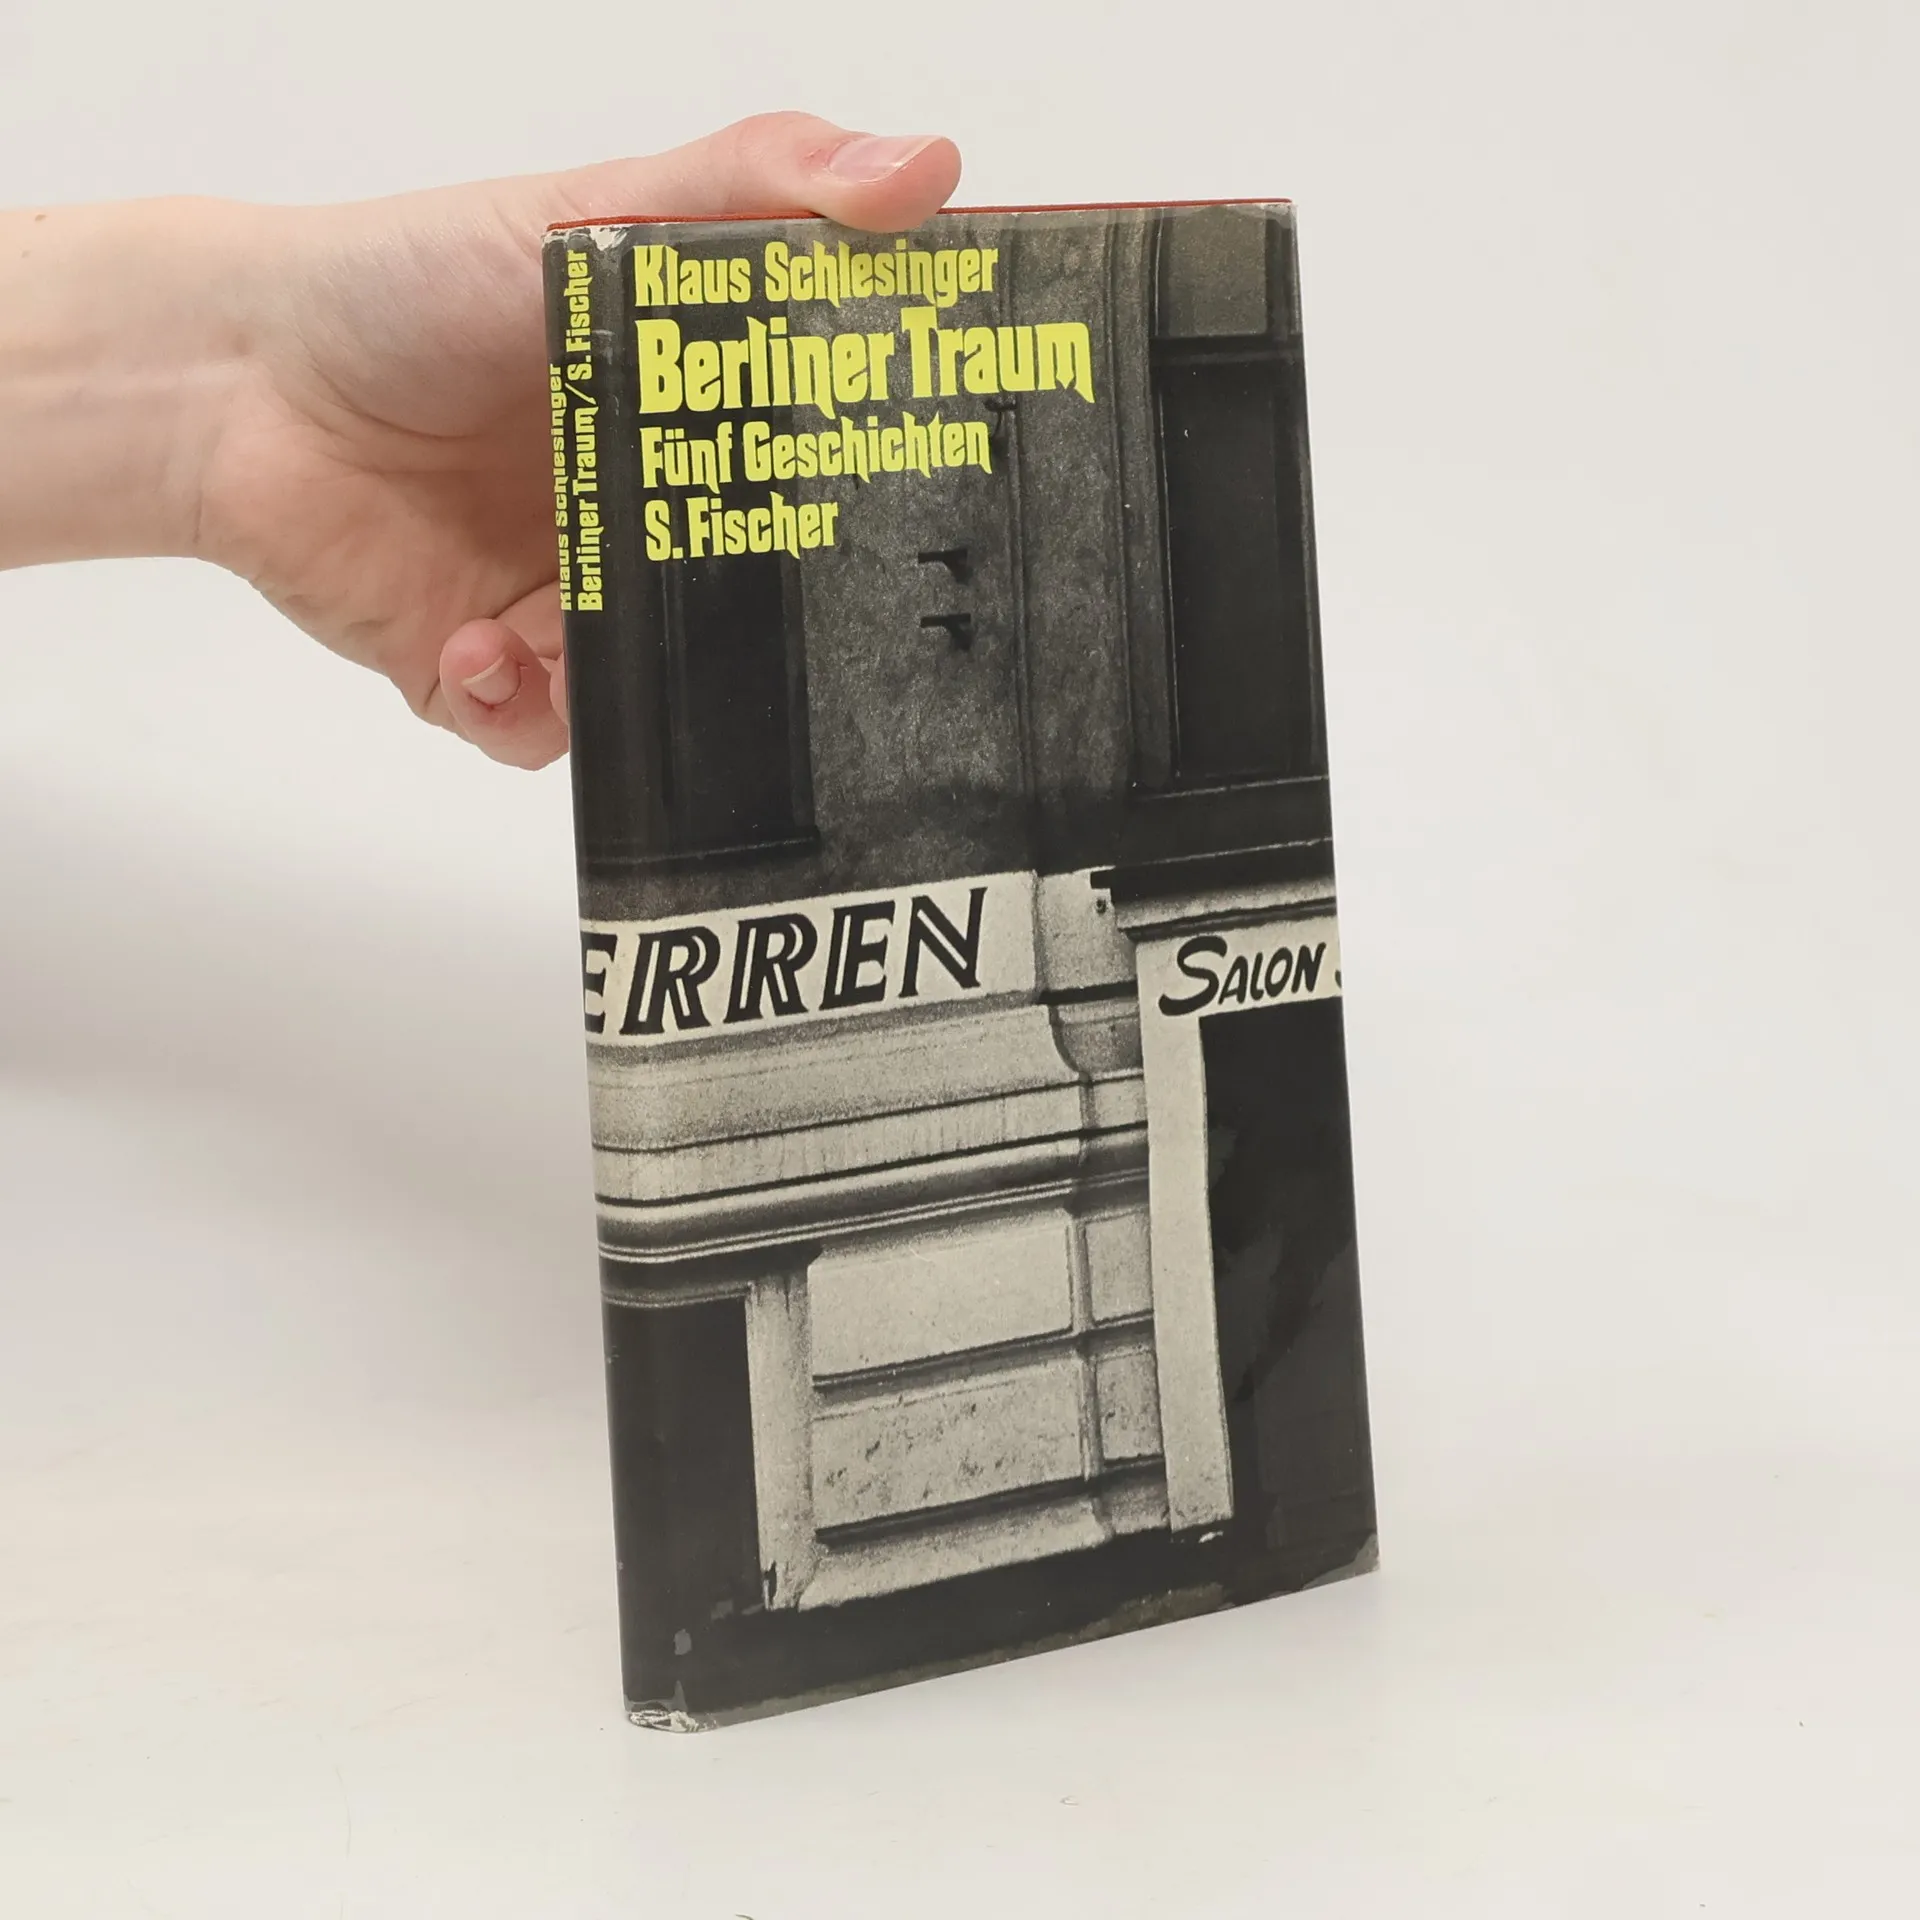 Klaus Schlesinger
Berliner Traum
Fünf Geschichten
S. Fischer
Klaus Schlesinger
Berliner Traum/S. Fischer
ERREN
SALON